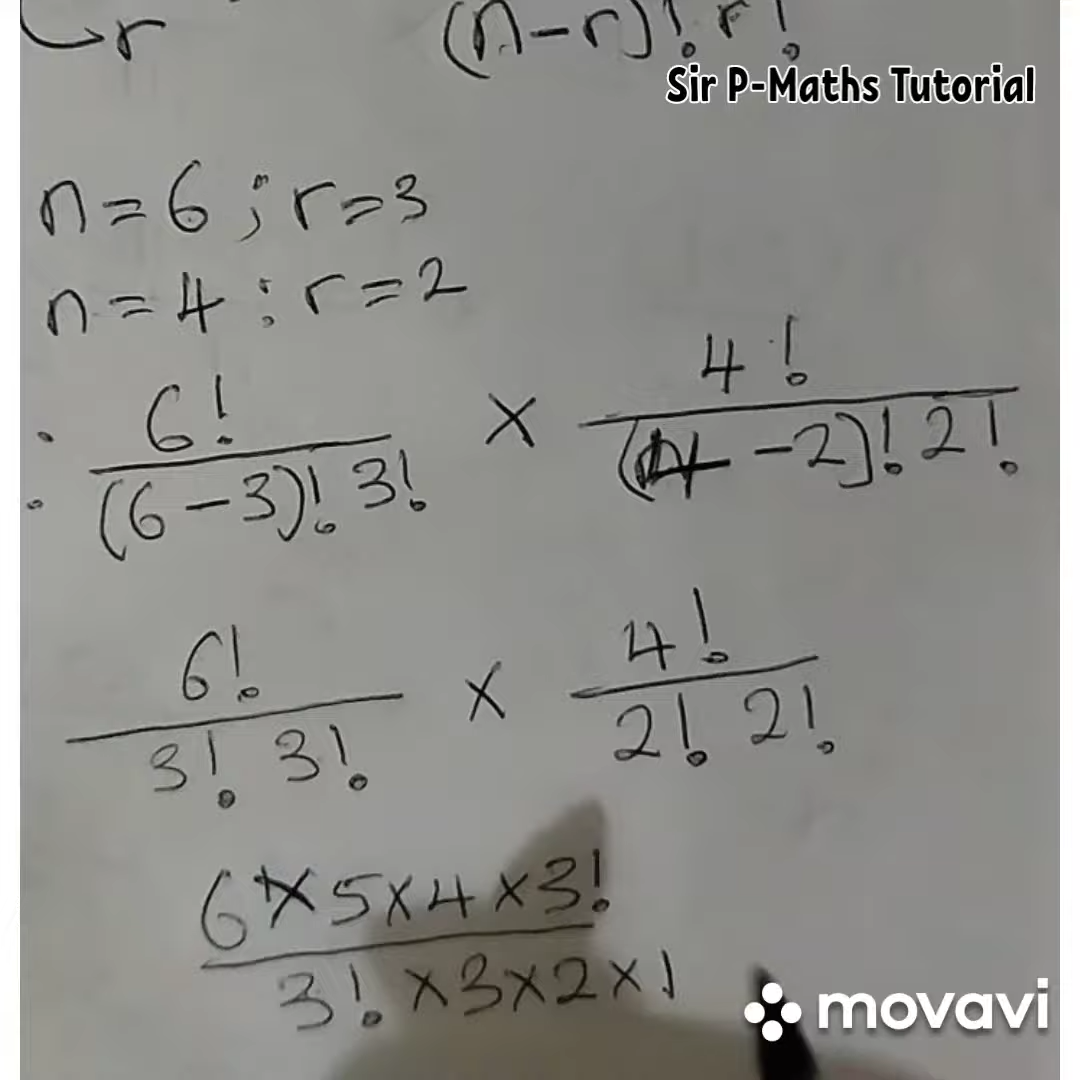 r (n-r)! r!
Sir P-Maths Tutorial
n = 6 ; r = 3
n = 4 : r = 2
∴ 6! / (6 - 3)! 3! × 4! / (4 - 2)! 2!
6! / 3! 3! × 4! / 2! 2!
6 × 5 × 4 × 3! / 3! × 3 × 2 × 1
movavi